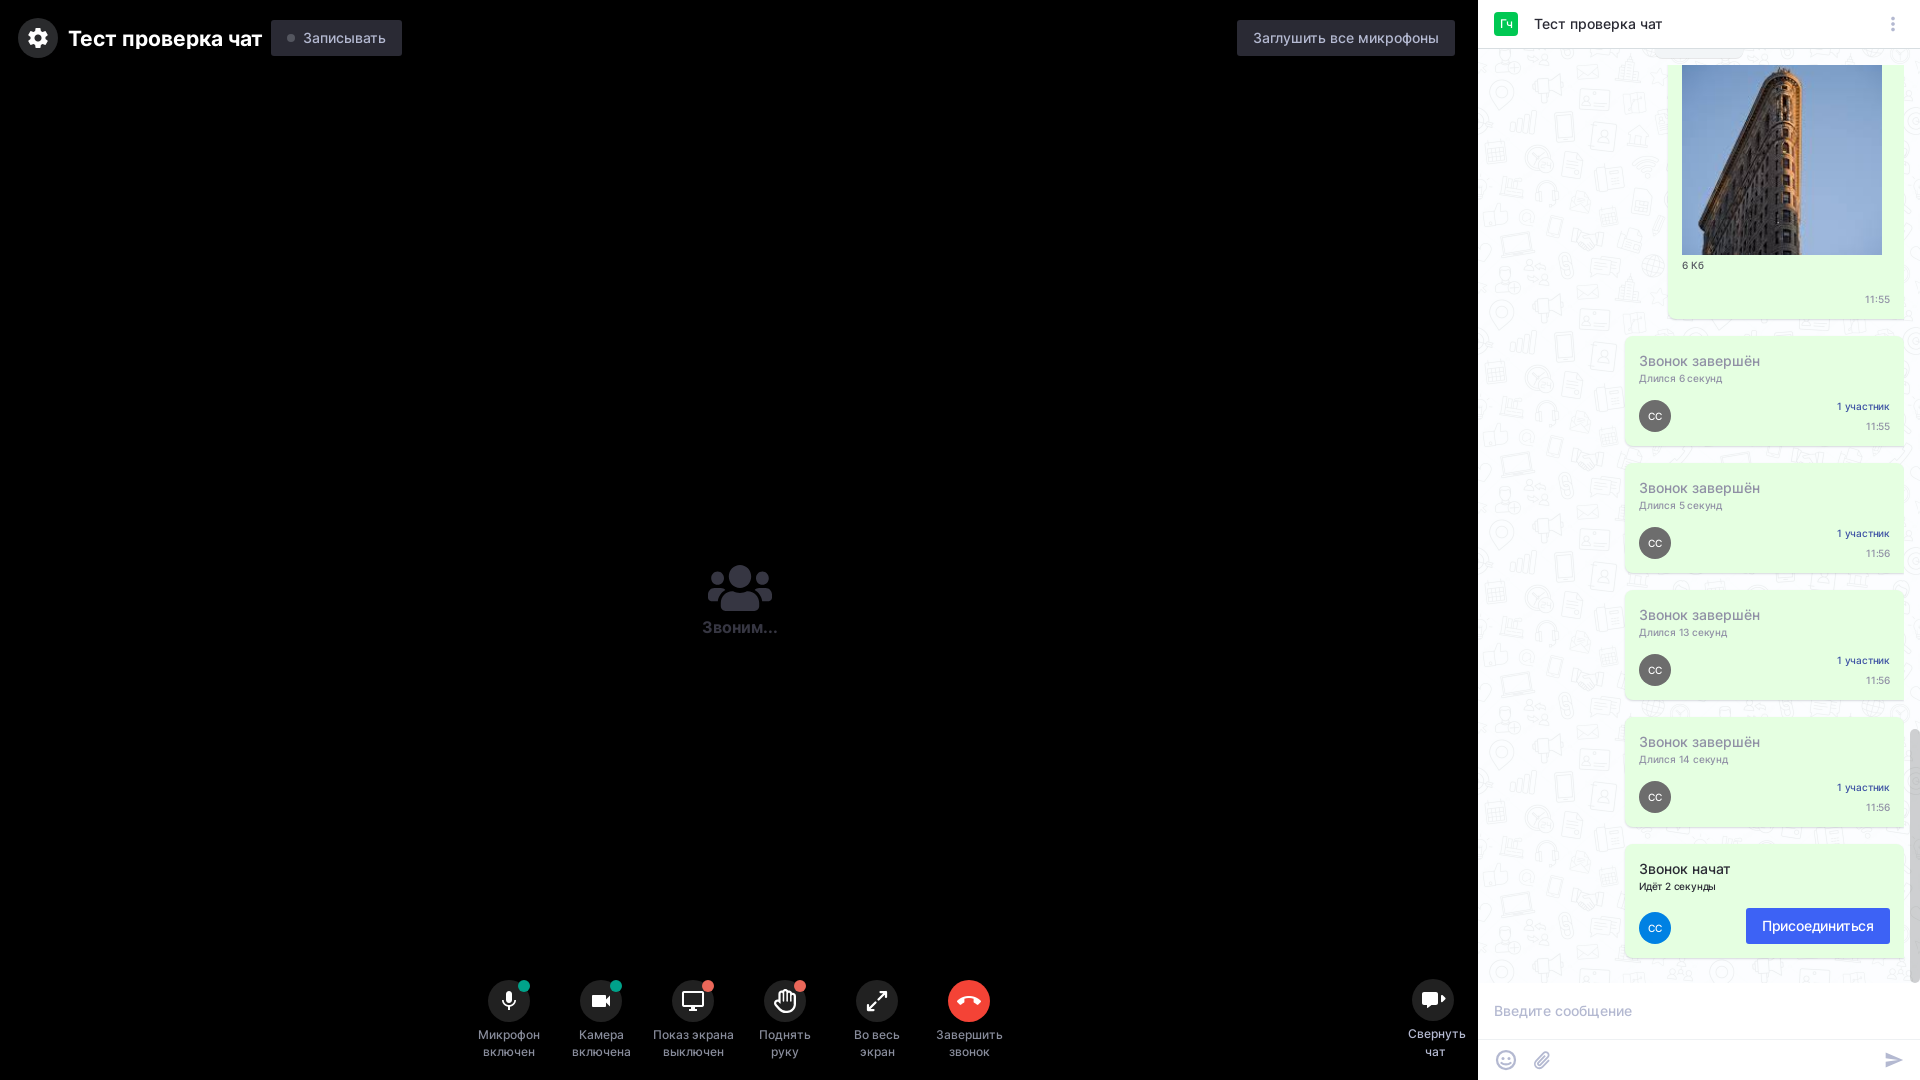 Тест проверка чат
Записывать
Заглушить все микрофоны
Гч
Тест проверка чат
6 Кб
11:55
Звонок завершён
Длился 6 секунд
СС
1 участник
11:55
Звонок завершён
Длился 5 секунд
СС
1 участник
11:56
Звонок завершён
Длился 13 секунд
СС
1 участник
11:56
Звонок завершён
Длился 14 секунд
СС
1 участник
11:56
Звонок начат
Идёт 2 секунды
СС
Присоединиться
Звоним...
Микрофон
включен
Камера
включена
Показ экрана
выключен
Поднять
руку
Во весь
экран
Завершить
звонок
Свернуть
чат
Введите сообщение